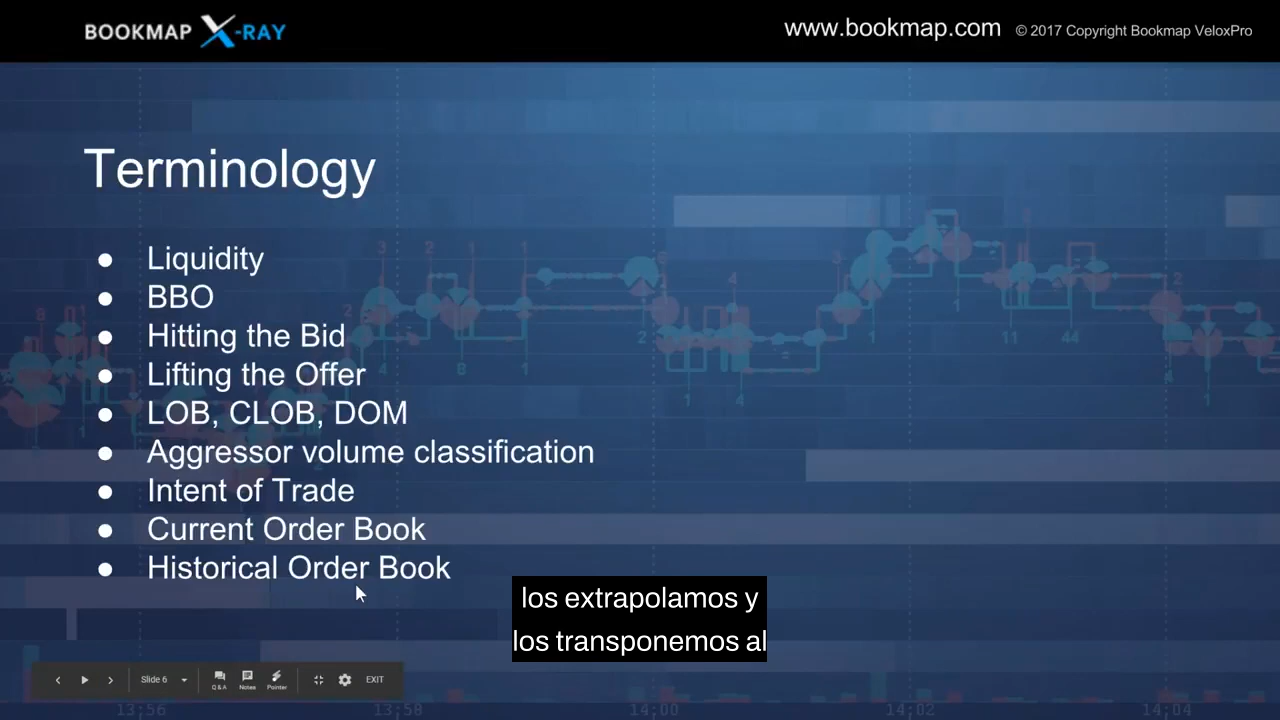 BOOKMAP X-RAY
www.bookmap.com © 2017 Copyright Bookmap VeloxPro
Terminology
● Liquidity
● BBO
● Hitting the Bid
● Lifting the Offer
● LOB, CLOB, DOM
● Aggressor volume classification
● Intent of Trade
● Current Order Book
● Historical Order Book
los extrapolamos y
los transponemos al
Slide 6
Q & A
Notes
Pointer
EXIT
13:56 13:58 14:00 14:02 14:04